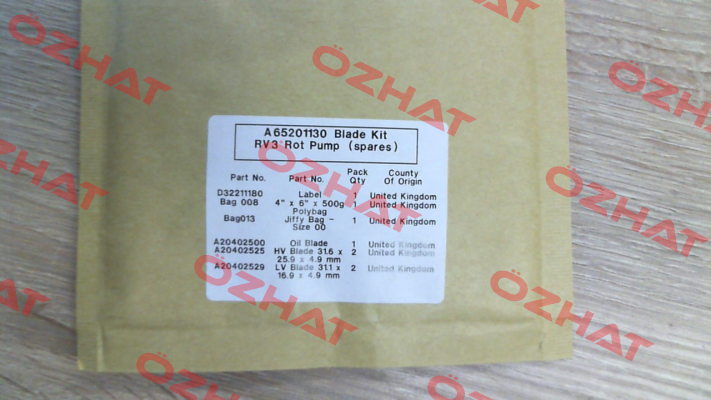 A65201130 Blade Kit
RV3 Rot Pump (spares)
Part No. Part No. Pack Qty County Of Origin
D32211180 Label 1 United Kingdom
Bag 008 4" x 6" x 500g 1 United Kingdom
Polybag
Bag013 Jiffy Bag - 1 United Kingdom
Size 00
A20402500 Oil Blade 1 United Kingdom
A20402525 HV Blade 31.6 x 2 United Kingdom
25.9 x 4.9 mm
A20402529 LV Blade 31.1 x 2 United Kingdom
16.9 x 4.9 mm
ÖZHAT
ÖZHAT
ÖZHAT
ÖZHAT
ÖZHAT
ÖZHAT
ÖZHAT
ÖZHAT
ÖZHAT
ÖZHAT
ÖZHAT